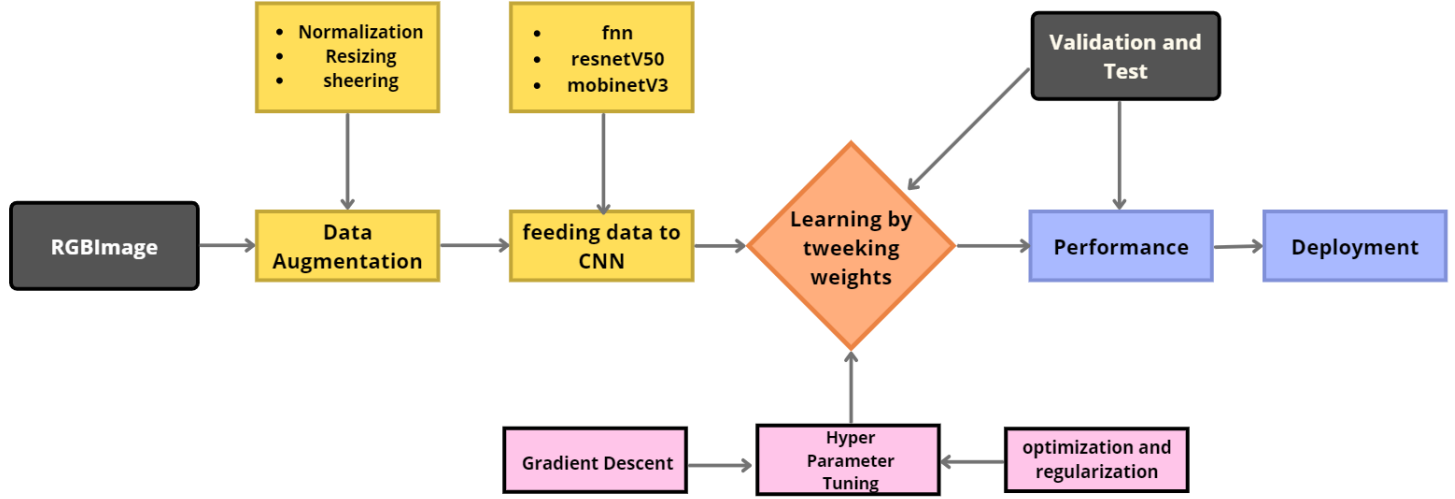 Normalization
Resizing
sheering
fnn
resnetV50
mobinetV3
Validation and
Test
RGBImage
Data
Augmentation
feeding data to
CNN
Learning by
tweeking
weights
Performance
Deployment
Gradient Descent
Hyper
Parameter
Tuning
optimization and
regularization